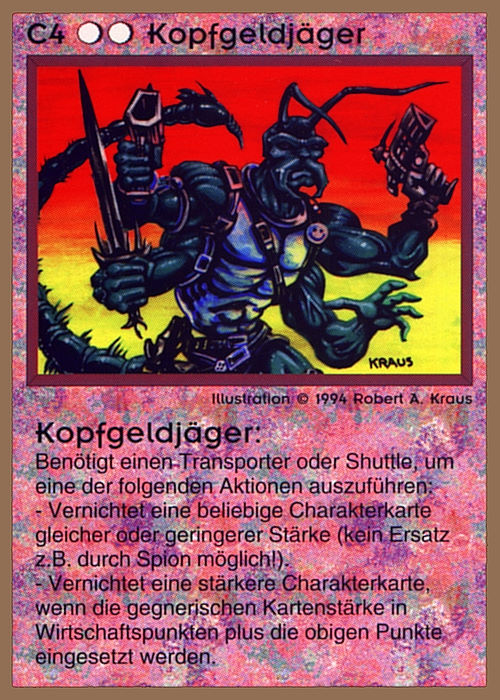 C4 Kopfgeldjäger
KRAUS
Illustration © 1994 Robert A. Kraus
Kopfgeldjäger:
Benötigt einen Transporter oder Shuttle, um
eine der folgenden Aktionen auszuführen:
- Vernichtet eine beliebige Charakterkarte
gleicher oder geringerer Stärke (kein Ersatz
z.B. durch Spion möglich!).
- Vernichtet eine stärkere Charakterkarte,
wenn die gegnerischen Kartenstärke in
Wirtschaftspunkten plus die obigen Punkte
eingesetzt werden.